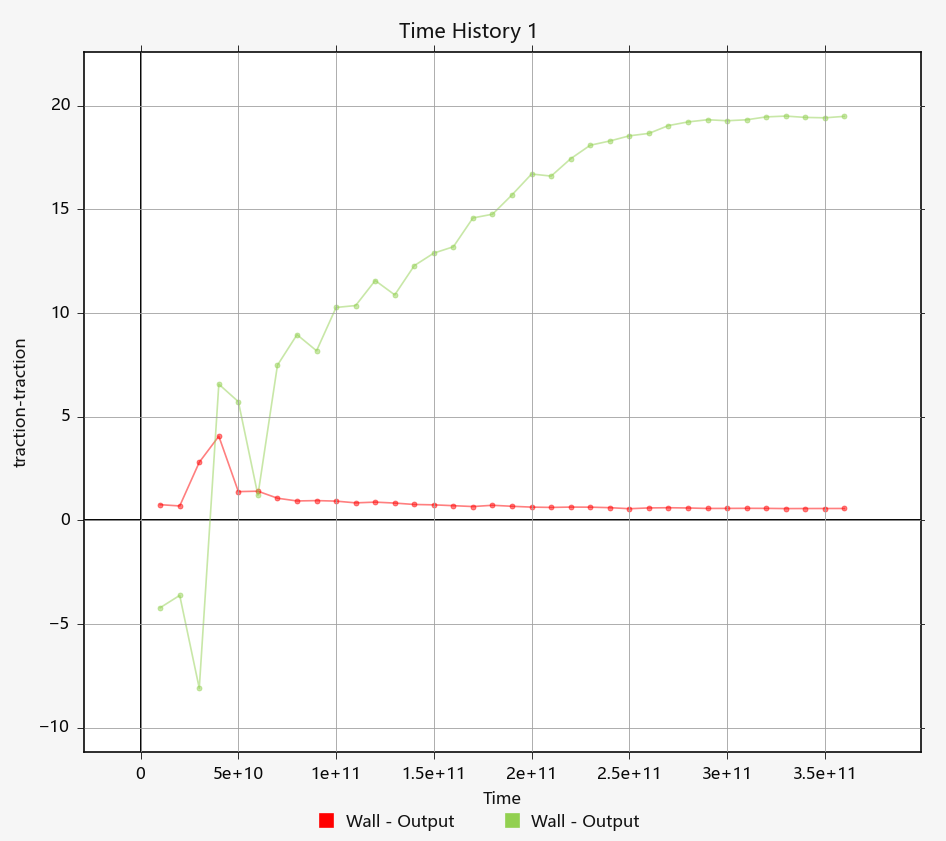 Time History 1
20
15
10
5
0
−5
−10
traction-traction
0 5e+10 1e+11 1.5e+11 2e+11 2.5e+11 3e+11 3.5e+11
Time
Wall - Output Wall - Output